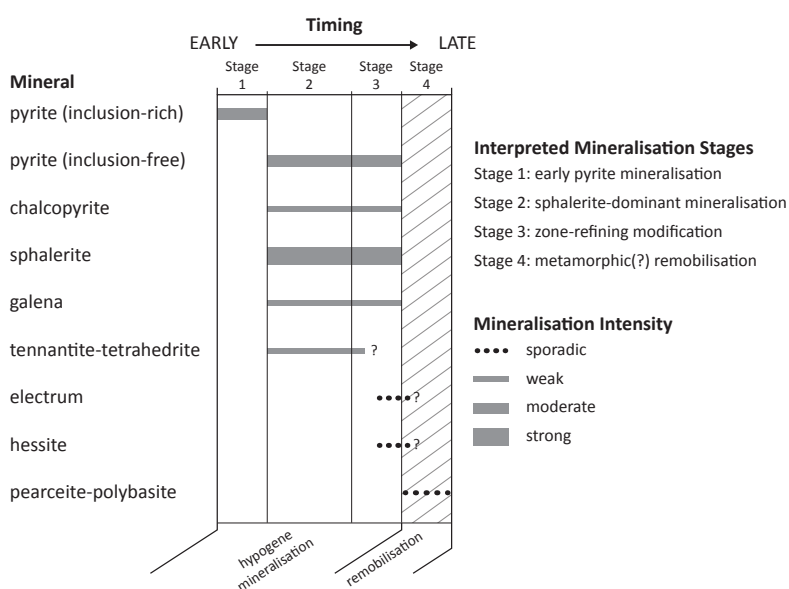 Timing
EARLY LATE
Stage 1
Stage 2
Stage 3
Stage 4
Mineral
pyrite (inclusion-rich)
pyrite (inclusion-free)
chalcopyrite
sphalerite
galena
tennantite-tetrahedrite ?
electrum ?
hessite ?
pearceite-polybasite
hypogene
mineralisation
remobilisation
Interpreted Mineralisation Stages
Stage 1: early pyrite mineralisation
Stage 2: sphalerite-dominant mineralisation
Stage 3: zone-refining modification
Stage 4: metamorphic(?) remobilisation
Mineralisation Intensity
sporadic
weak
moderate
strong